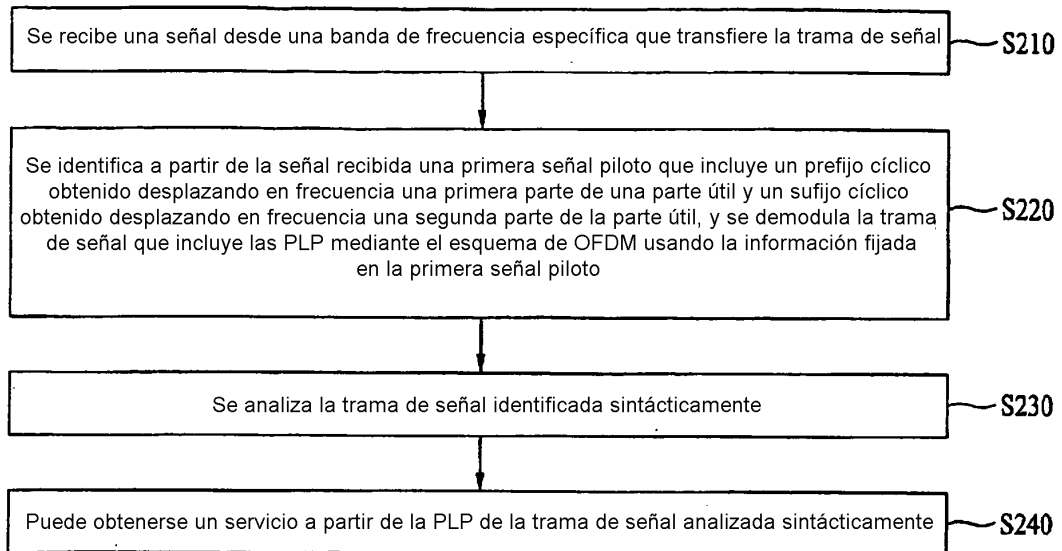 Se recibe una señal desde una banda de frecuencia específica que transfiere la trama de señal
S210
Se identifica a partir de la señal recibida una primera señal piloto que incluye un prefijo cíclico
obtenido desplazando en frecuencia una primera parte de una parte útil y un sufijo cíclico
obtenido desplazando en frecuencia una segunda parte de la parte útil, y se demodula la trama
de señal que incluye las PLP mediante el esquema de OFDM usando la información fijada
en la primera señal piloto
S220
Se analiza la trama de señal identificada sintácticamente
S230
Puede obtenerse un servicio a partir de la PLP de la trama de señal analizada sintácticamente
S240